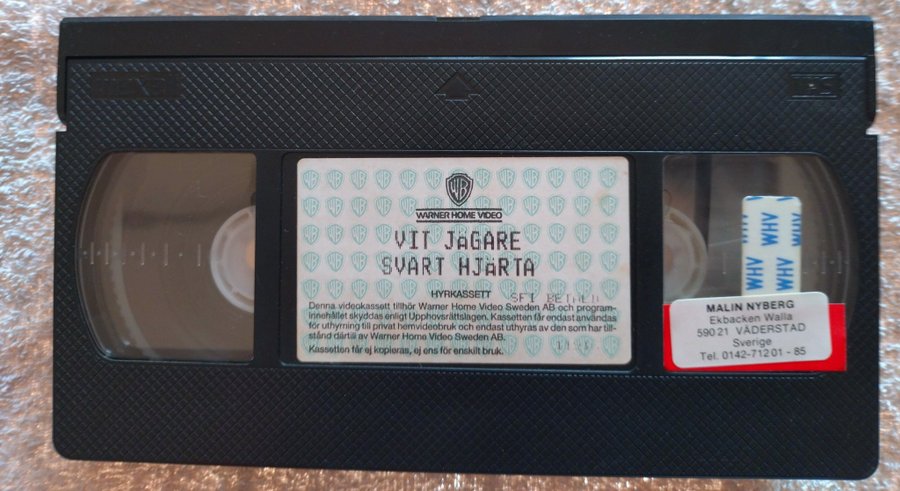 WARNER HOME VIDEO
VIT JäGARE
SVART HJäRTA
HYRKASSETT
Denna videokassett tillhör Warner Home Video Sweden AB och program-
innehållet skyddas enligt Upphovsrättslagen. Kassetten får endast användas
för uthyrning till privat hemvideobruk och endast uthyras av den som har till-
stånd därtill av Warner Home Video Sweden AB.
Kassetten får ej kopieras, ej ens för enskilt bruk.
WHV WHV
WHV
MALIN NYBERG
Ekbacken Walla
590 21 VÄDERSTAD
Sverige
Tel. 0142-712 01 - 85